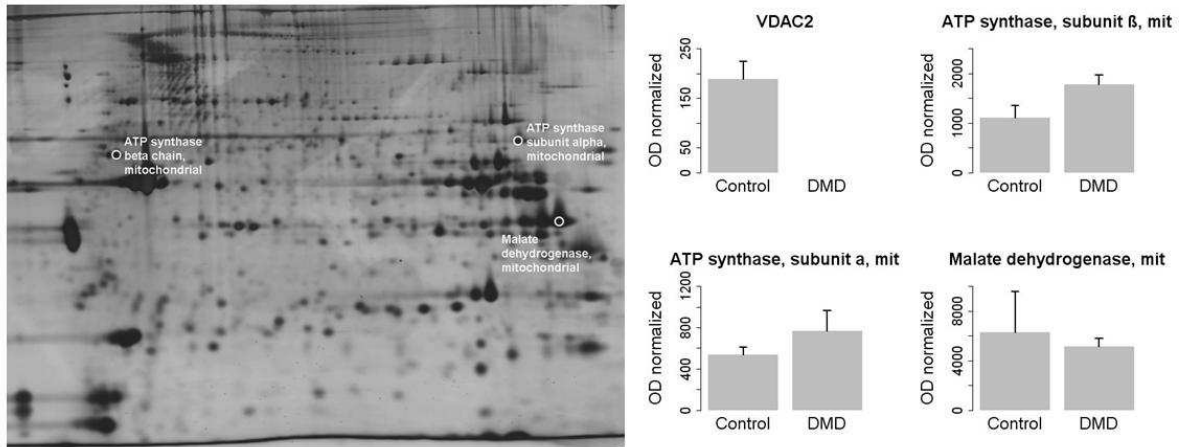 ATP synthase
beta chain,
mitochondrial
ATP synthase
subunit alpha,
mitochondrial
Malate
dehydrogenase,
mitochondrial
VDAC2
OD normalized
0
50
150
250
Control
DMD
ATP synthase, subunit ß, mit
OD normalized
0
1000
2000
Control
DMD
ATP synthase, subunit a, mit
OD normalized
0
400
800
1200
Control
DMD
Malate dehydrogenase, mit
OD normalized
0
4000
8000
Control
DMD